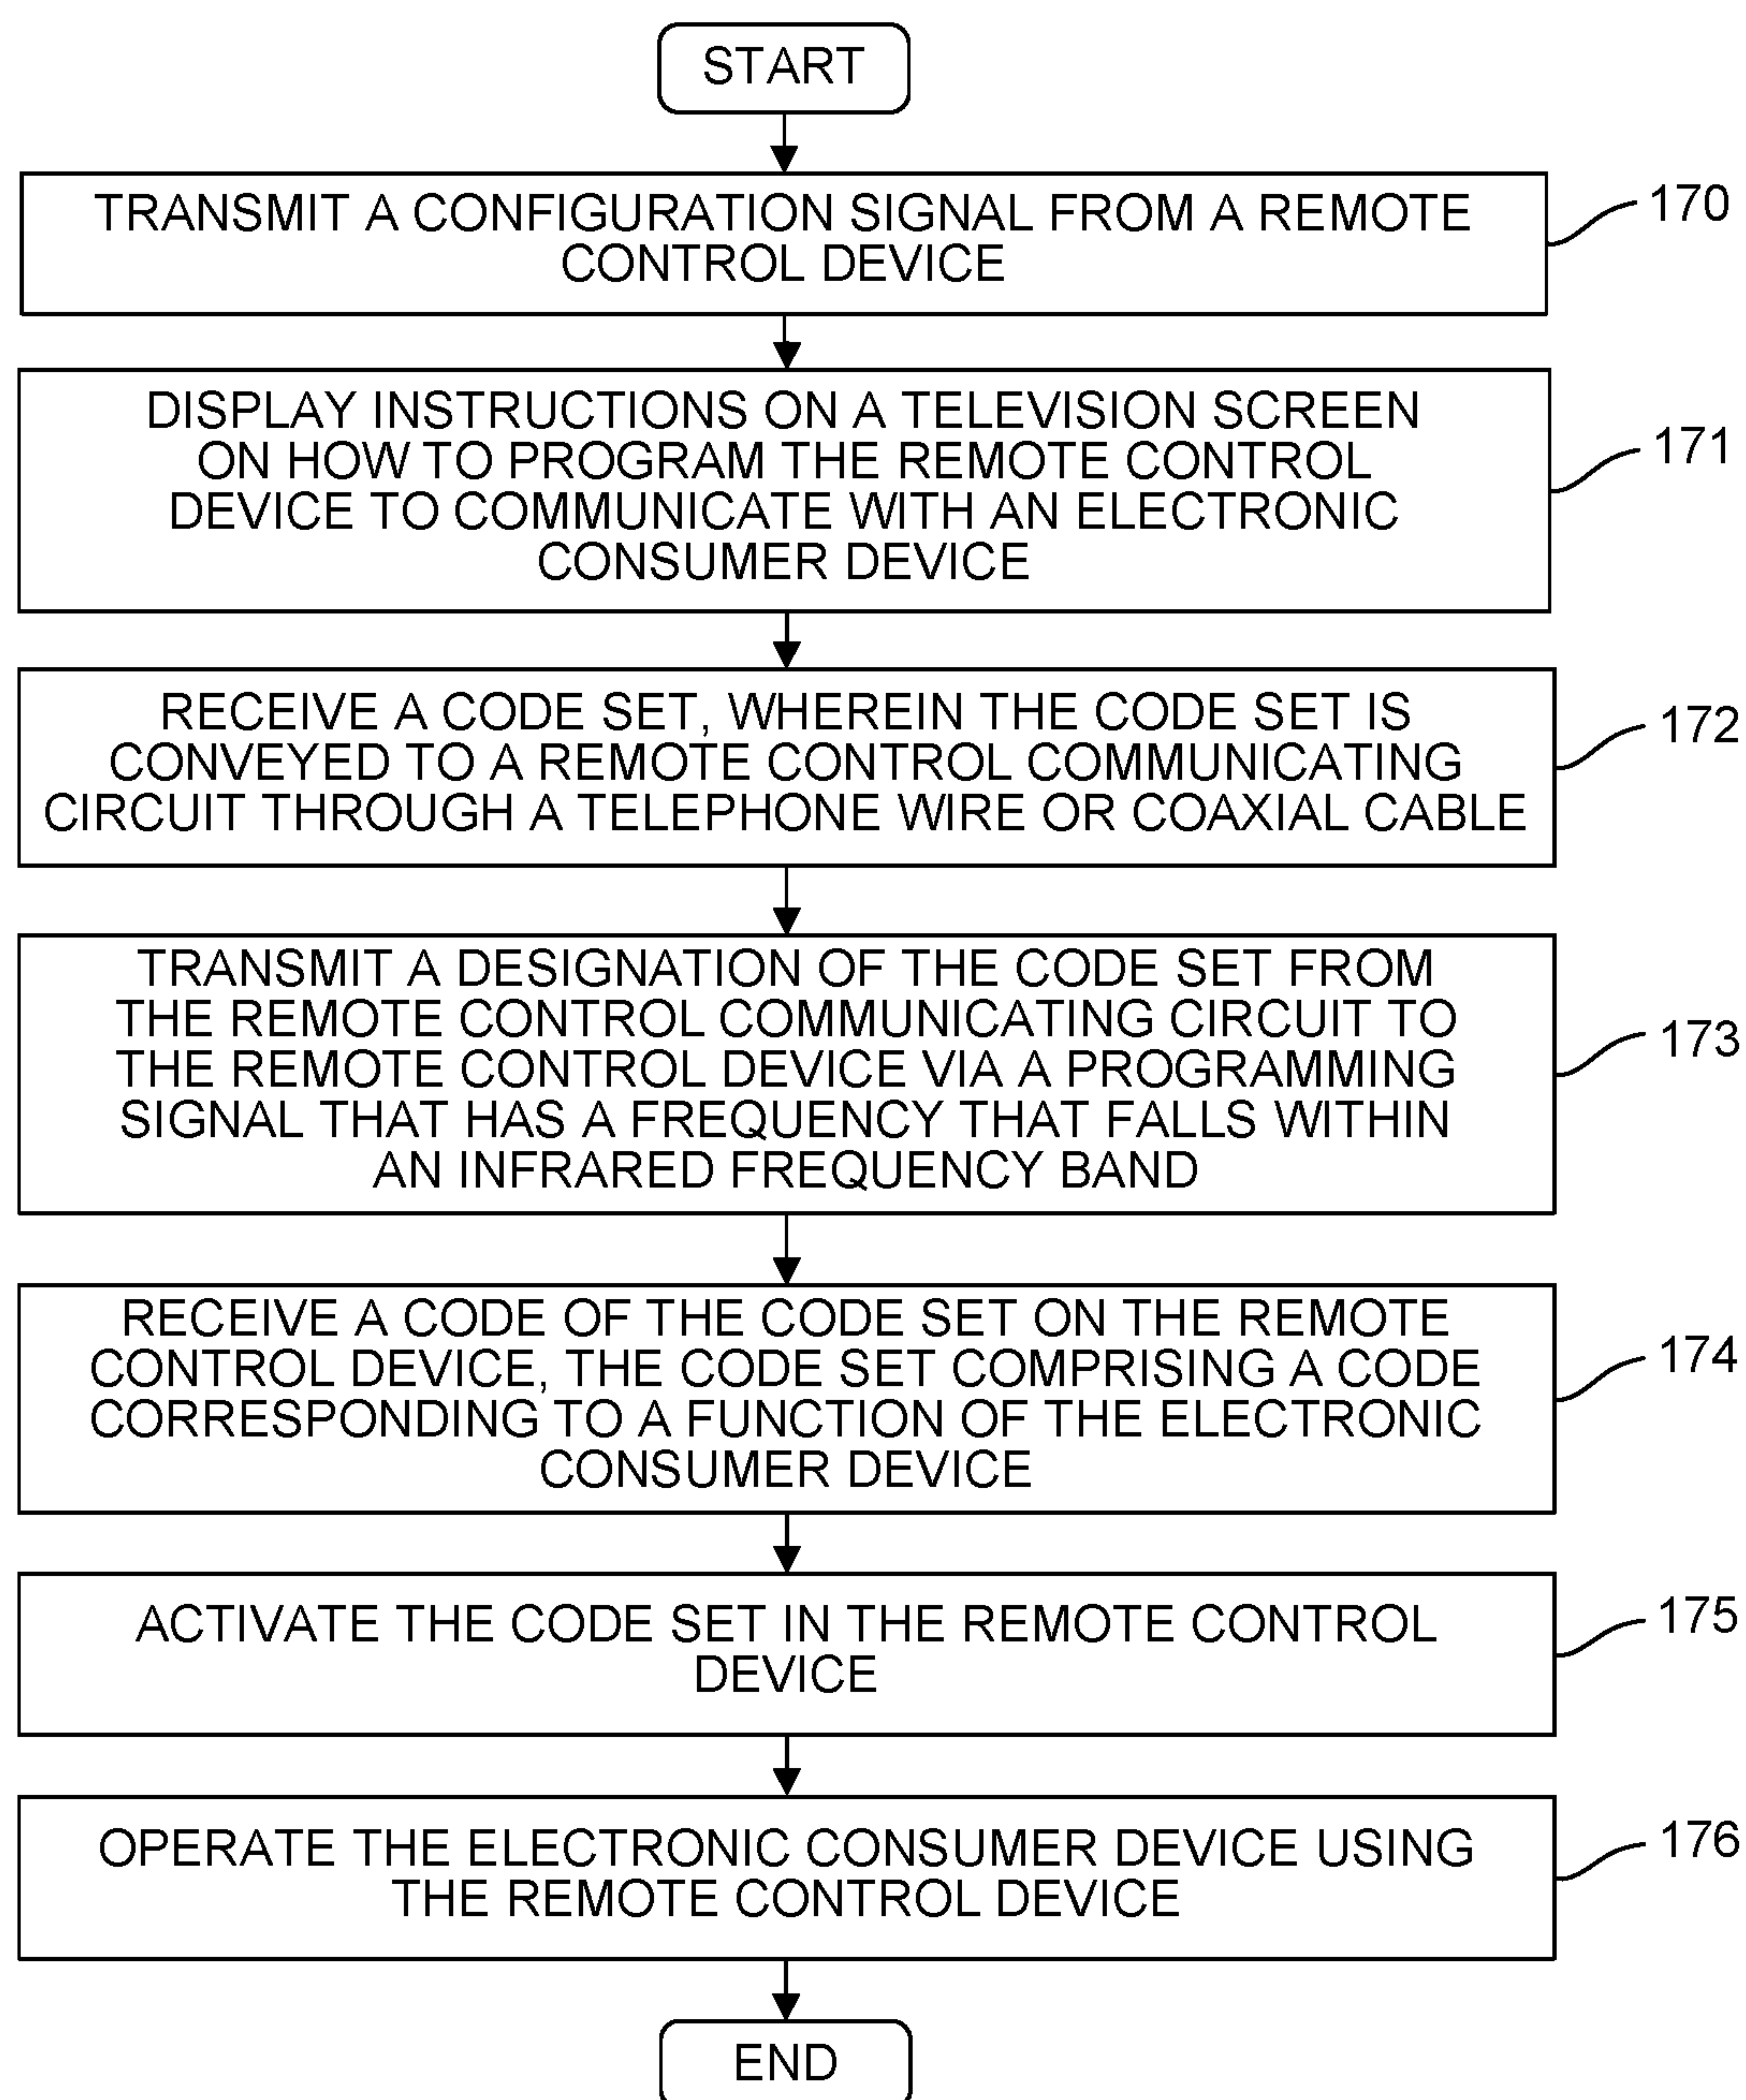 START
TRANSMIT A CONFIGURATION SIGNAL FROM A REMOTE
CONTROL DEVICE
170
DISPLAY INSTRUCTIONS ON A TELEVISION SCREEN
ON HOW TO PROGRAM THE REMOTE CONTROL
DEVICE TO COMMUNICATE WITH AN ELECTRONIC
CONSUMER DEVICE
171
RECEIVE A CODE SET, WHEREIN THE CODE SET IS
CONVEYED TO A REMOTE CONTROL COMMUNICATING
CIRCUIT THROUGH A TELEPHONE WIRE OR COAXIAL CABLE
172
TRANSMIT A DESIGNATION OF THE CODE SET FROM
THE REMOTE CONTROL COMMUNICATING CIRCUIT TO
THE REMOTE CONTROL DEVICE VIA A PROGRAMMING
SIGNAL THAT HAS A FREQUENCY THAT FALLS WITHIN
AN INFRARED FREQUENCY BAND
173
RECEIVE A CODE OF THE CODE SET ON THE REMOTE
CONTROL DEVICE, THE CODE SET COMPRISING A CODE
CORRESPONDING TO A FUNCTION OF THE ELECTRONIC
CONSUMER DEVICE
174
ACTIVATE THE CODE SET IN THE REMOTE CONTROL
DEVICE
175
OPERATE THE ELECTRONIC CONSUMER DEVICE USING
THE REMOTE CONTROL DEVICE
176
END